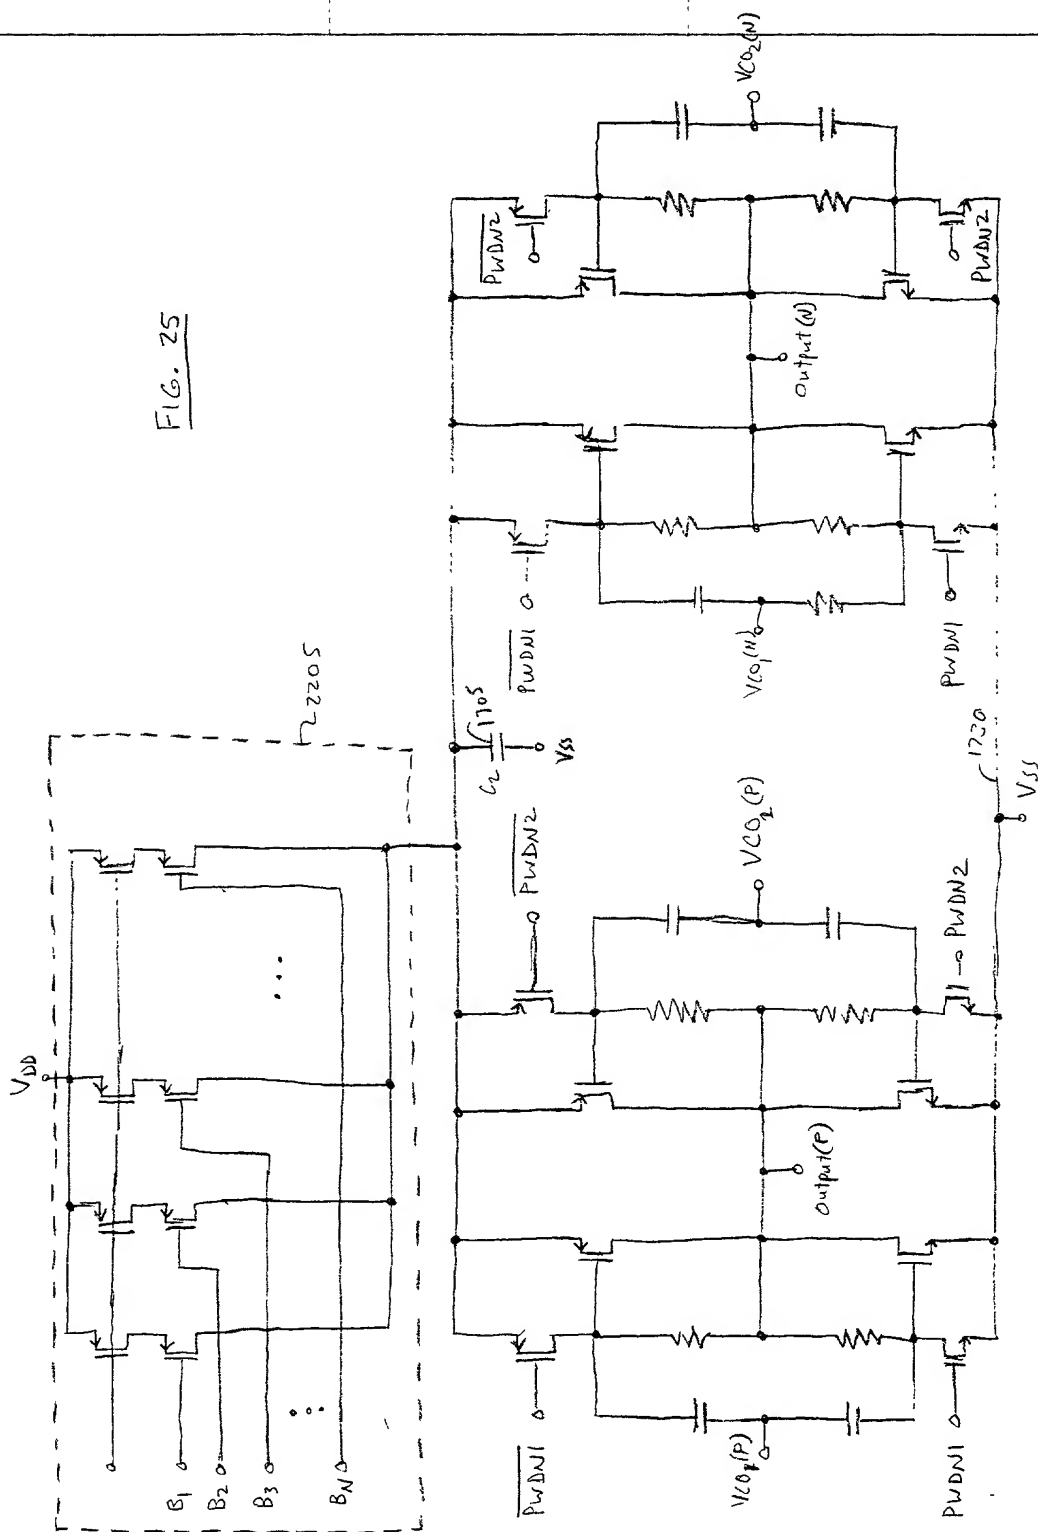 FIG. 25
VCO₂(N)
PWDN2
PWDN2
Output(N)
PWDN1
VCO₁(N)
PWDN1
2205
1705
C₂
VSS
1730
VSS
PWDN2
VCO₂(P)
PWDN2
VDD
...
Output(P)
B₁
B₂
B₃
...
BN
PWDN1
VCO₁(P)
PWDN1